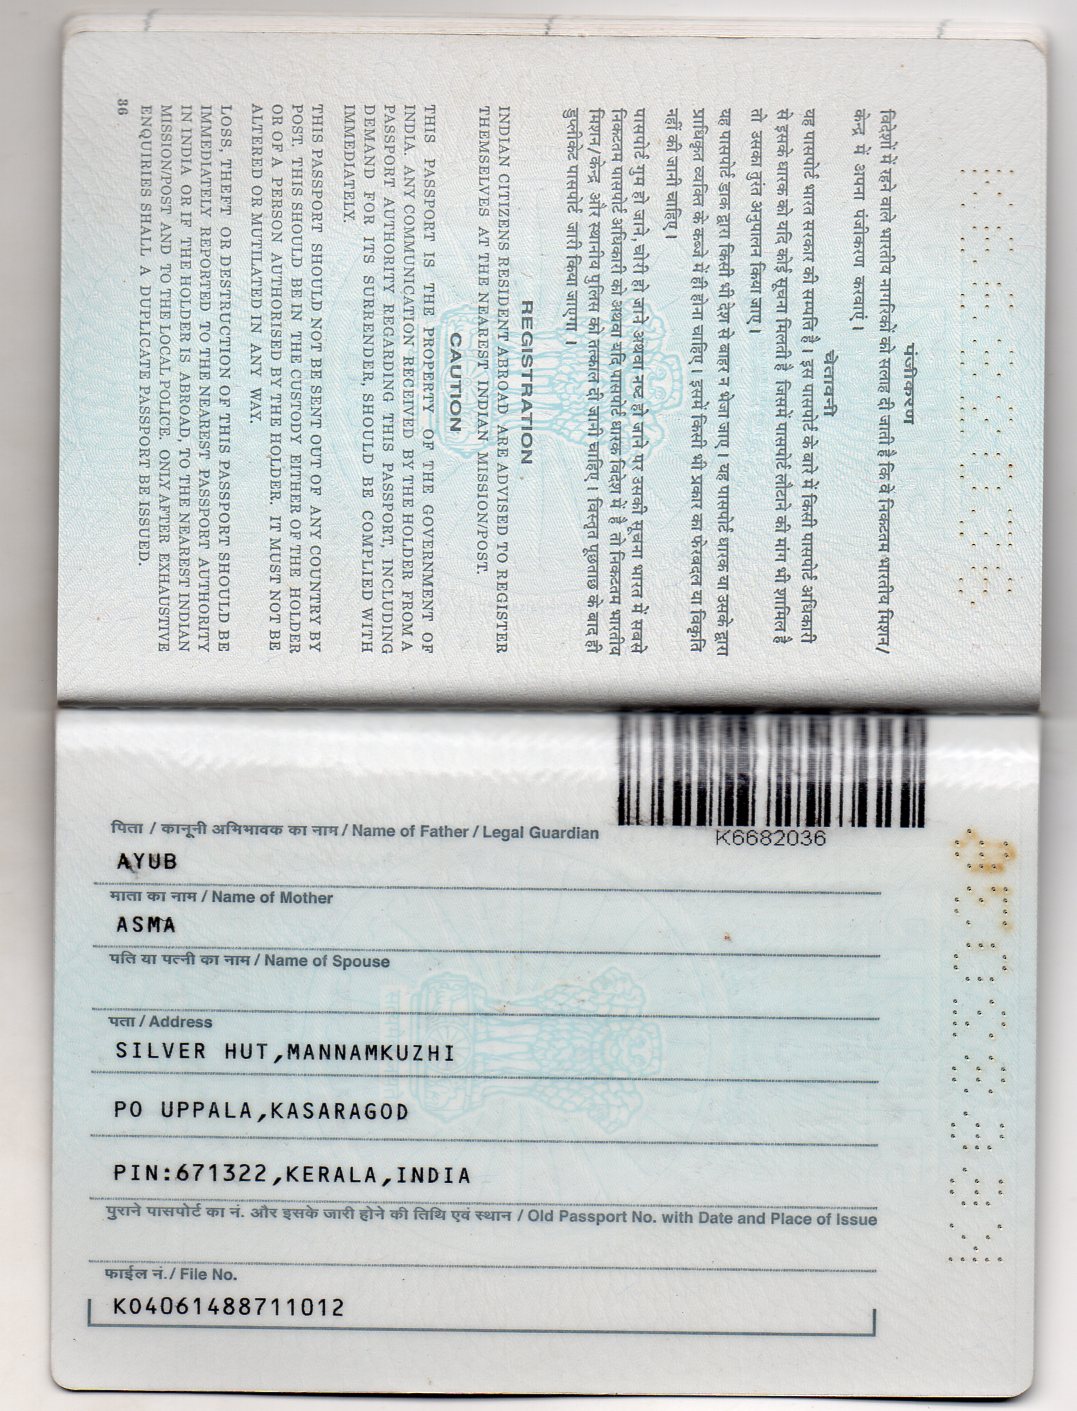 पंजीकरण
विदेशों में रहने वाले भारतीय नागरिकों को सलाह दी जाती है कि वे निकटतम भारतीय मिशन/
केन्द्र में अपना पंजीकरण करवाएं ।
चेतावनी
यह पासपोर्ट भारत सरकार की सम्पत्ति है । इस पासपोर्ट के बारे में किसी पासपोर्ट अधिकारी
से इसके धारक को यदि कोई सूचना मिलती है जिसमें पासपोर्ट लौटाने की मांग भी शामिल है
तो उसका तुरंत अनुपालन किया जाए ।
यह पासपोर्ट डाक द्वारा किसी भी देश से बाहर न भेजा जाए । यह पासपोर्ट धारक या उसके द्वारा
प्राधिकृत व्यक्ति के कब्जे में ही होना चाहिए । इसमें किसी भी प्रकार का फेरबदल या विकृति
नहीं की जानी चाहिए ।
पासपोर्ट गुम हो जाने, चोरी हो जाने अथवा नष्ट हो जाने पर उसकी सूचना भारत में सबसे
निकटतम पासपोर्ट अधिकारी को अथवा यदि पासपोर्ट धारक विदेश में है तो निकटतम भारतीय
मिशन/केन्द्र और स्थानीय पुलिस को तत्काल दी जानी चाहिए । विस्तृत पूछताछ के बाद ही
डुप्लीकेट पासपोर्ट जारी किया जाएगा ।
REGISTRATION
INDIAN CITIZENS RESIDENT ABROAD ARE ADVISED TO REGISTER
THEMSELVES AT THE NEAREST INDIAN MISSION/POST.
CAUTION
THIS PASSPORT IS THE PROPERTY OF THE GOVERNMENT OF
INDIA. ANY COMMUNICATION RECEIVED BY THE HOLDER FROM A
PASSPORT AUTHORITY REGARDING THIS PASSPORT, INCLUDING
DEMAND FOR ITS SURRENDER, SHOULD BE COMPLIED WITH
IMMEDIATELY.
THIS PASSPORT SHOULD NOT BE SENT OUT OF ANY COUNTRY BY
POST. THIS SHOULD BE IN THE CUSTODY EITHER OF THE HOLDER
OR OF A PERSON AUTHORISED BY THE HOLDER. IT MUST NOT BE
ALTERED OR MUTILATED IN ANY WAY.
LOSS, THEFT OR DESTRUCTION OF THIS PASSPORT SHOULD BE
IMMEDIATELY REPORTED TO THE NEAREST PASSPORT AUTHORITY
IN INDIA OR IF THE HOLDER IS ABROAD, TO THE NEAREST INDIAN
MISSION/POST AND TO THE LOCAL POLICE. ONLY AFTER EXHAUSTIVE
ENQUIRIES SHALL A DUPLICATE PASSPORT BE ISSUED.
36
K6682036
पिता / कानूनी अभिभावक का नाम / Name of Father / Legal Guardian
AYUB
माता का नाम / Name of Mother
ASMA
पति या पत्नी का नाम / Name of Spouse
पता / Address
SILVER HUT,MANNAMKUZHI
PO UPPALA,KASARAGOD
PIN:671322,KERALA,INDIA
पुराने पासपोर्ट का नं. और इसके जारी होने की तिथि एवं स्थान / Old Passport No. with Date and Place of Issue
फाईल नं. / File No.
K04061488711012